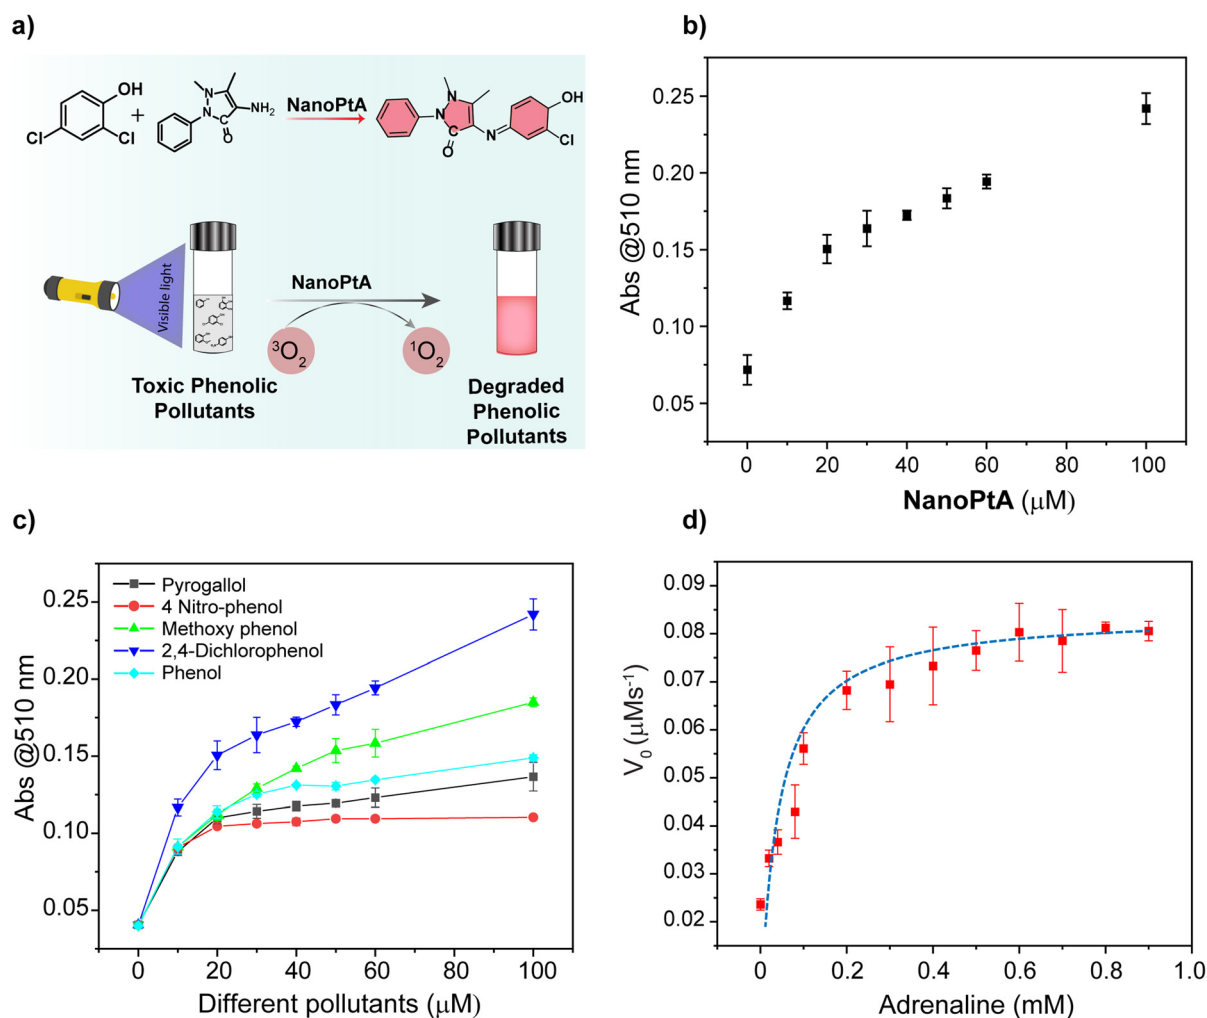 a)
OH
Cl
Cl
+
N
N
NH₂
O
NanoPtA
N
N
C
O
N
OH
Cl
Visible light
NanoPtA
³O₂
¹O₂
Toxic Phenolic
Pollutants
Degraded
Phenolic
Pollutants
b)
Abs @510 nm
0.25
0.20
0.15
0.10
0.05
0 20 40 60 80 100
NanoPtA (μM)
c)
Abs @510 nm
0.25
0.20
0.15
0.10
0.05
Pyrogallol
4 Nitro-phenol
Methoxy phenol
2,4-Dichlorophenol
Phenol
0 20 40 60 80 100
Different pollutants (μM)
d)
V₀ (μMs⁻¹)
0.09
0.08
0.07
0.06
0.05
0.04
0.03
0.02
0 0.2 0.4 0.6 0.8 1.0
Adrenaline (mM)